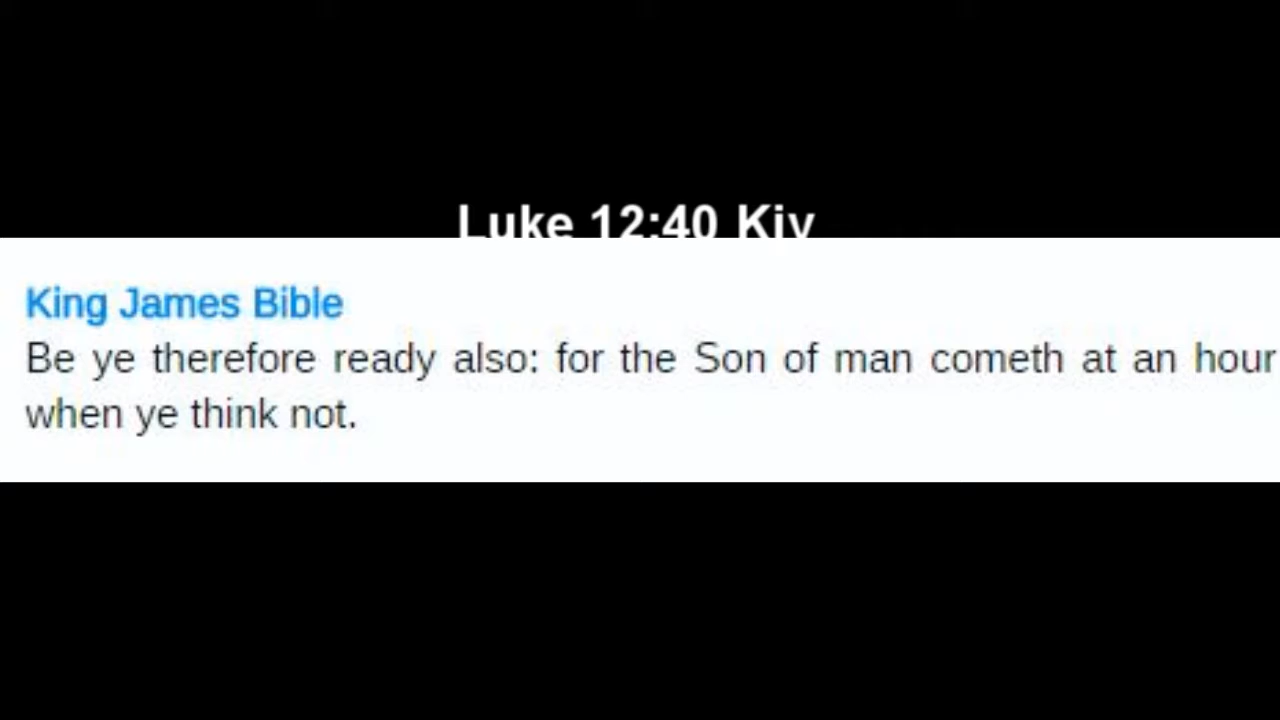 Luke 12:40 Kjv
King James Bible
Be ye therefore ready also: for the Son of man cometh at an hour
when ye think not.